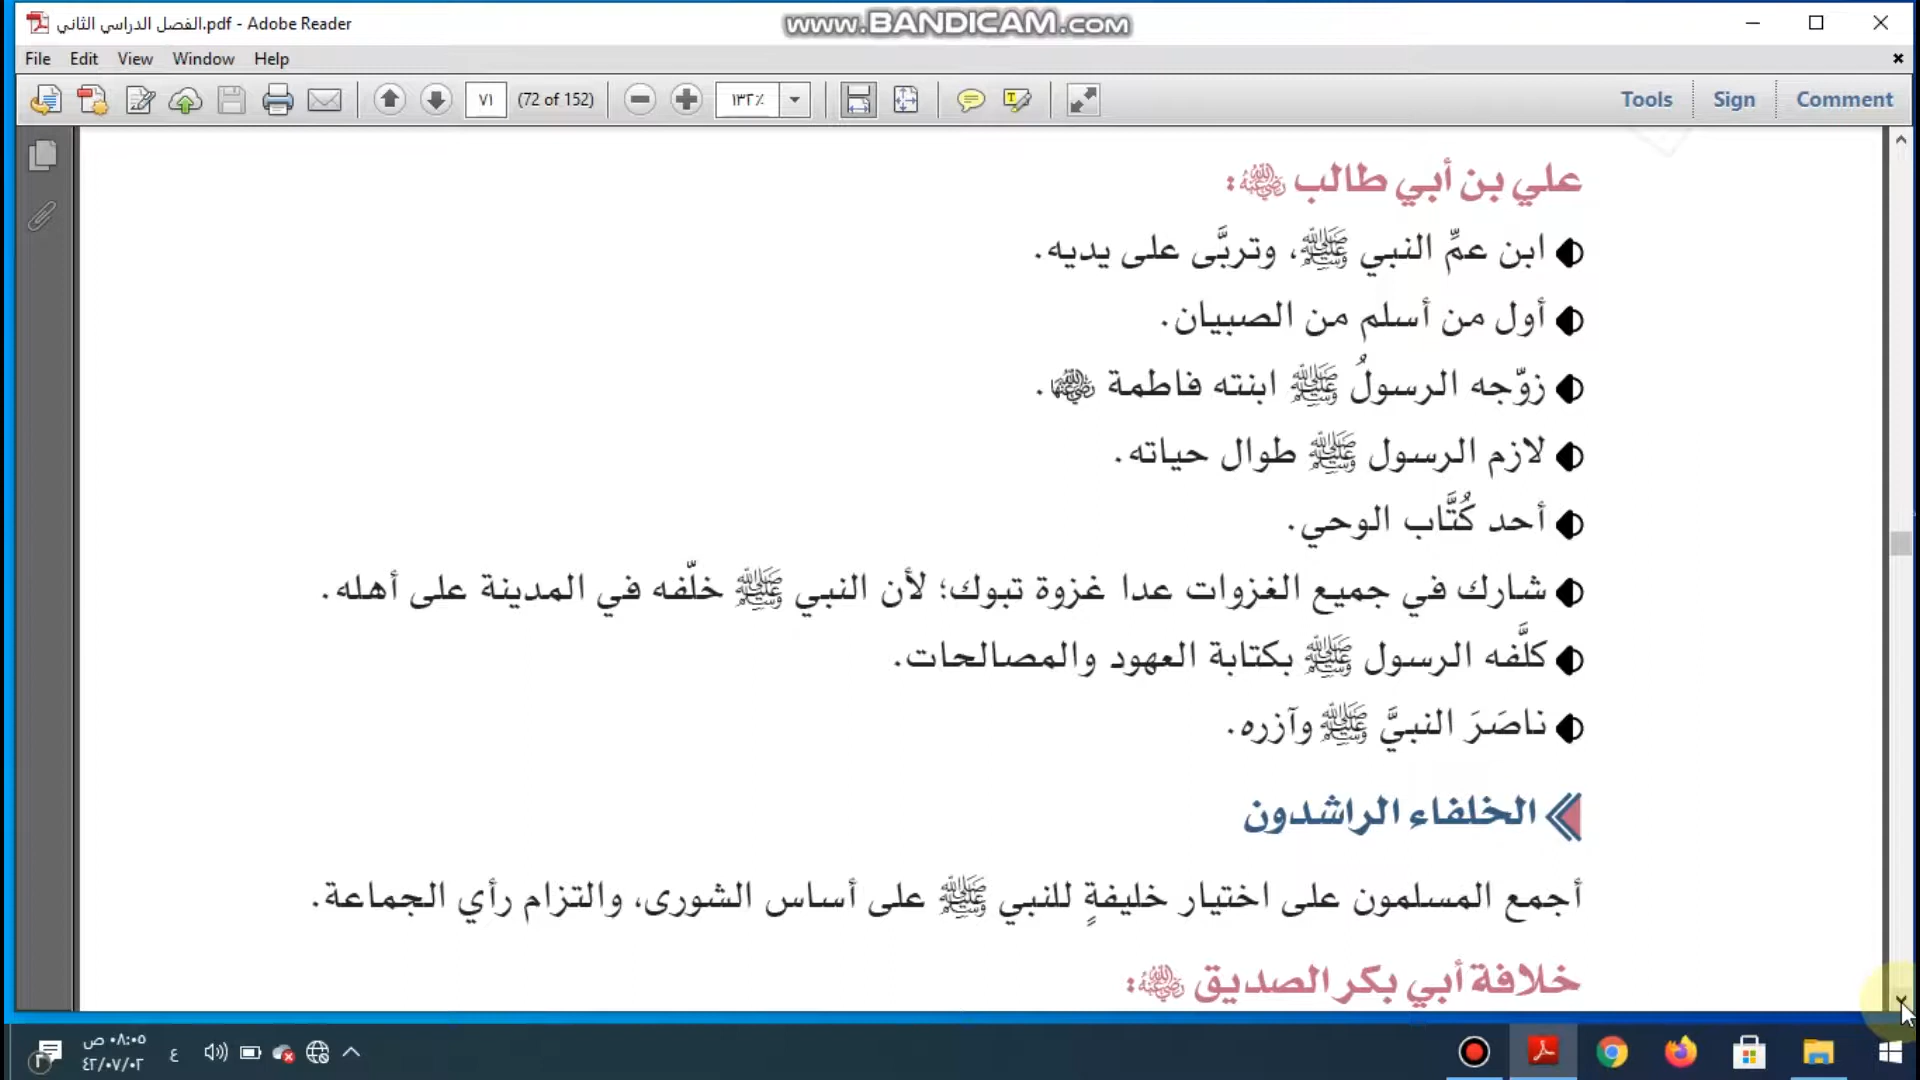 الفصل الدراسي الثاني.pdf - Adobe Reader
www.BANDICAM.com
File Edit View Window Help
٧١ (72 of 152) ١٣٢٪ Tools Sign Comment
علي بن أبي طالب رضي الله عنه:
ابن عمِّ النبي ﷺ، وتربَّى على يديه.
أول من أسلم من الصبيان.
زوّجه الرسولُ ﷺ ابنته فاطمة رضي الله عنها.
لازم الرسول ﷺ طوال حياته.
أحد كُتَّاب الوحي.
شارك في جميع الغزوات عدا غزوة تبوك؛ لأن النبي ﷺ خلّفه في المدينة على أهله.
كلَّفه الرسول ﷺ بكتابة العهود والمصالحات.
ناصَرَ النبيَّ ﷺ وآزره.
الخلفاء الراشدون
أجمع المسلمون على اختيار خليفةٍ للنبي ﷺ على أساس الشورى، والتزام رأي الجماعة.
خلافة أبي بكر الصديق رضي الله عنه:
٠٨:٠٥ ص
ع
٤٢/٠٧/٠٢